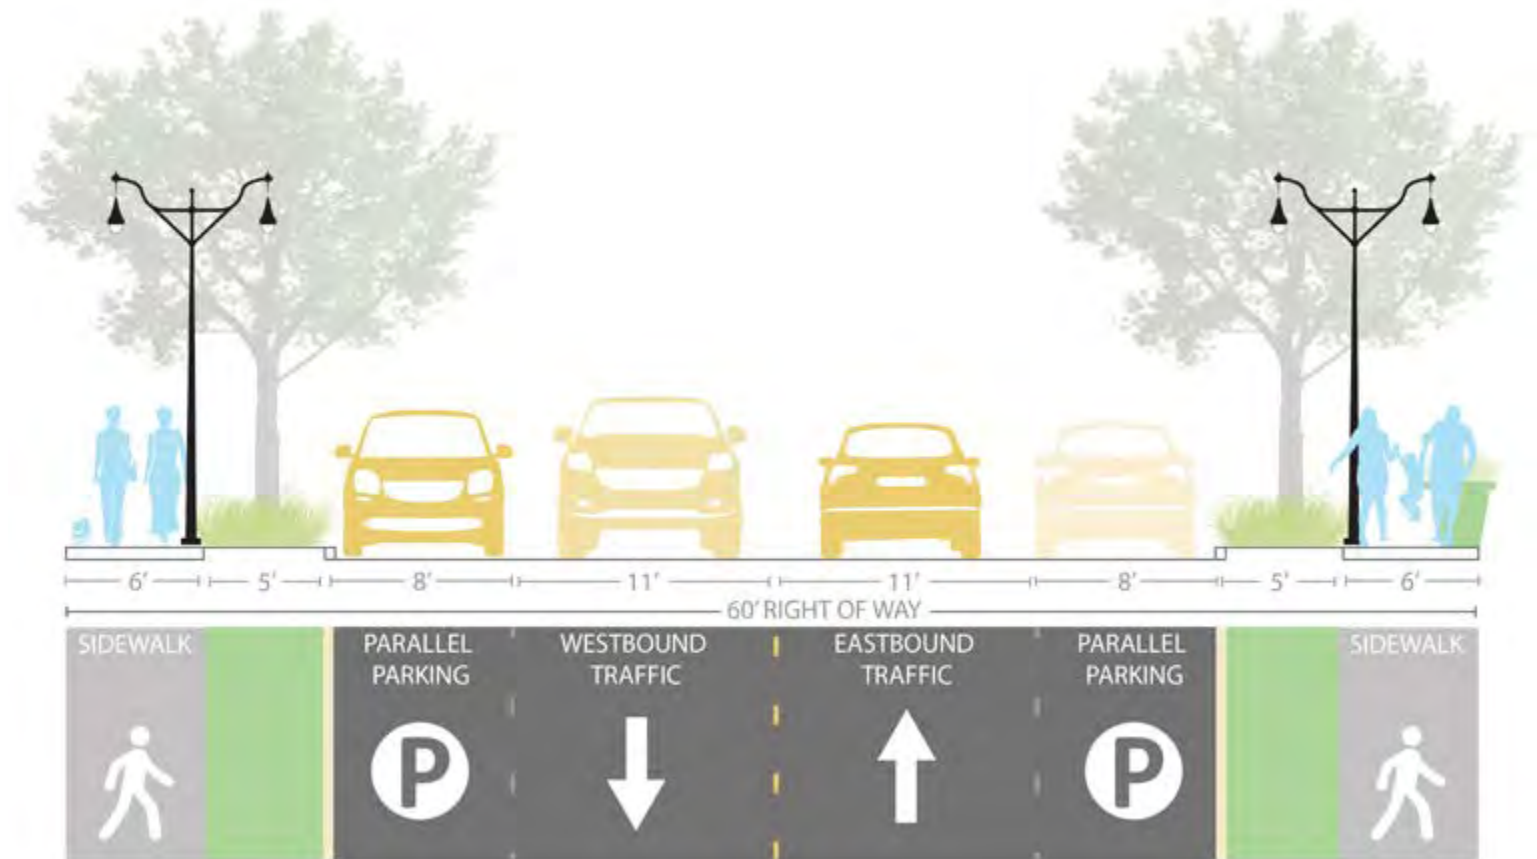 6' 5' 8' 11' 11' 8' 5' 6'
60' RIGHT OF WAY
SIDEWALK
PARALLEL
PARKING
WESTBOUND
TRAFFIC
EASTBOUND
TRAFFIC
PARALLEL
PARKING
SIDEWALK
P
P